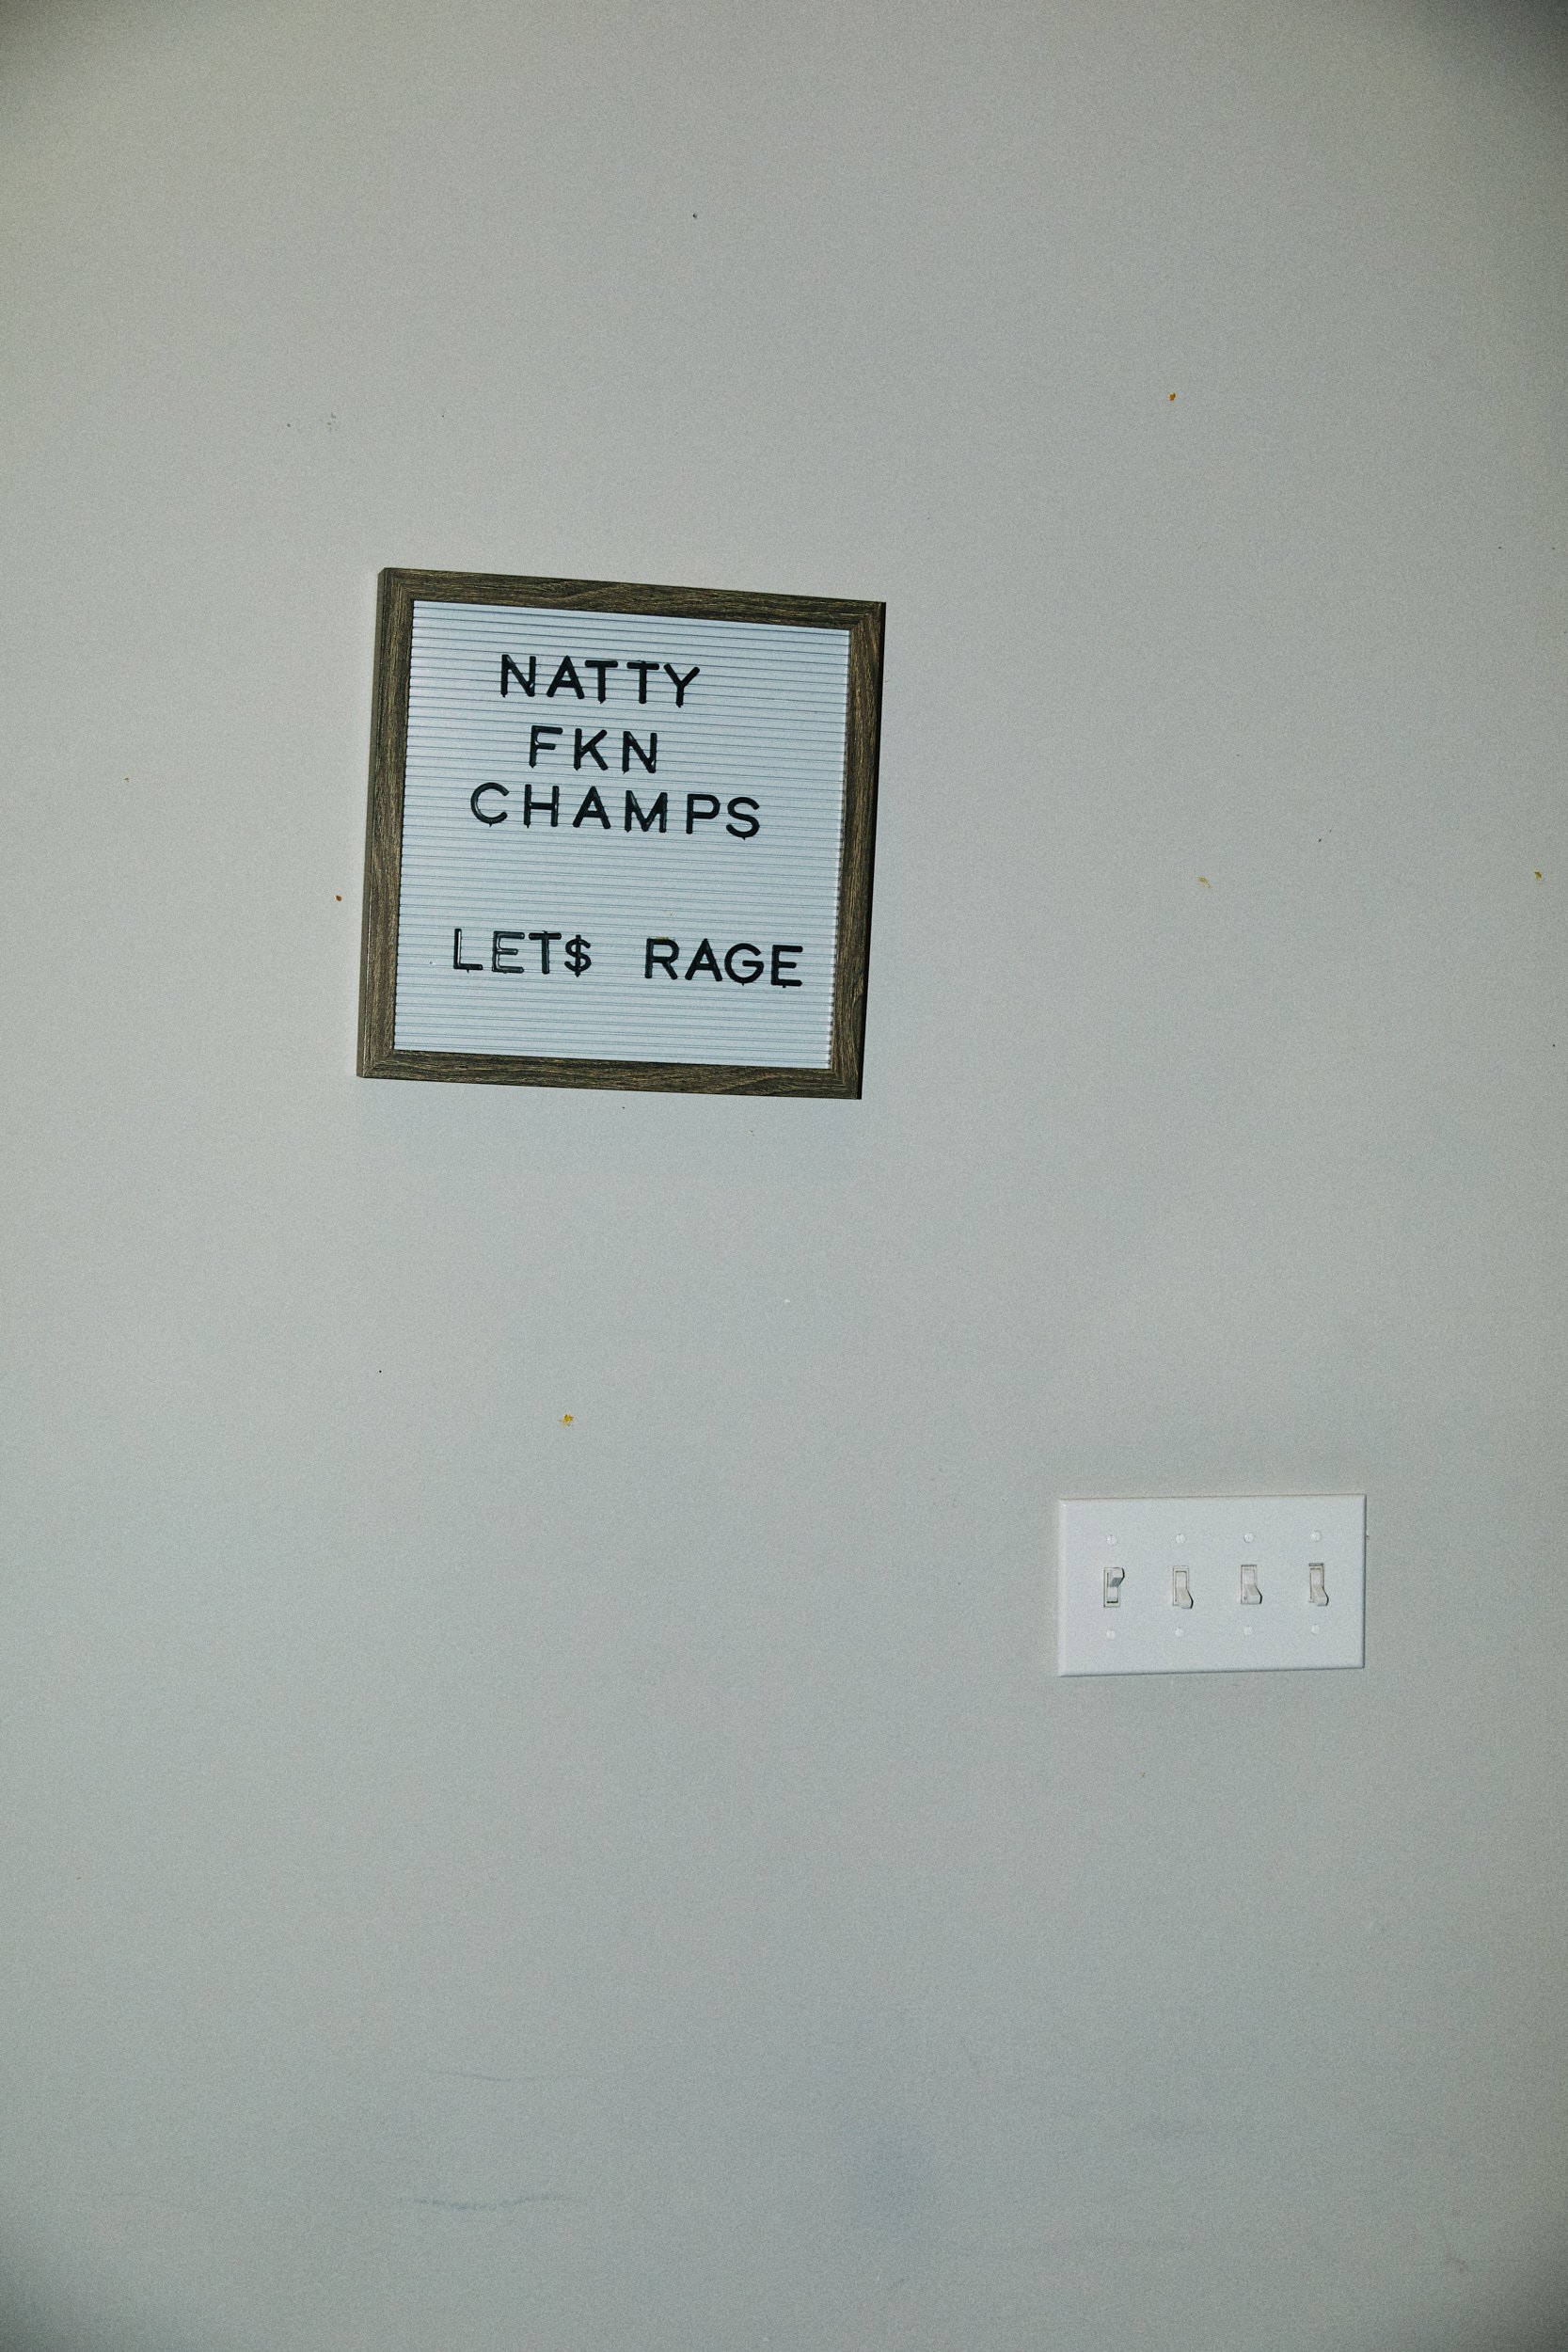 NATTY
FKN
CHAMPS
LET$ RAGE